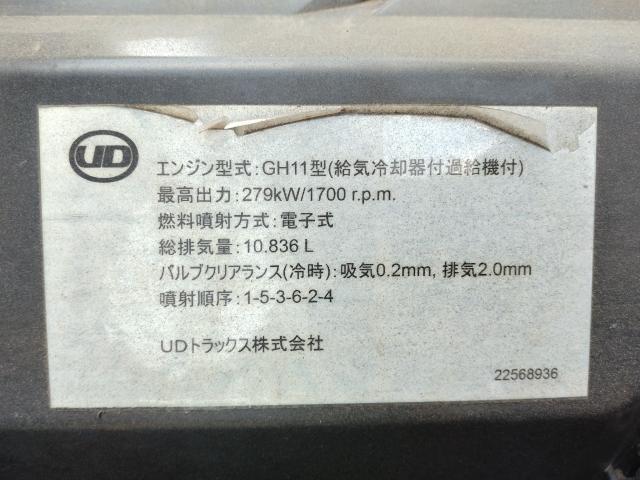 UD
エンジン型式:GH11型(給気冷却器付過給機付)
最高出力:279kW/1700 r.p.m.
燃料噴射方式:電子式
総排気量:10.836 L
バルブクリアランス(冷時):吸気0.2mm, 排気2.0mm
噴射順序:1-5-3-6-2-4
UDトラックス株式会社
22568936